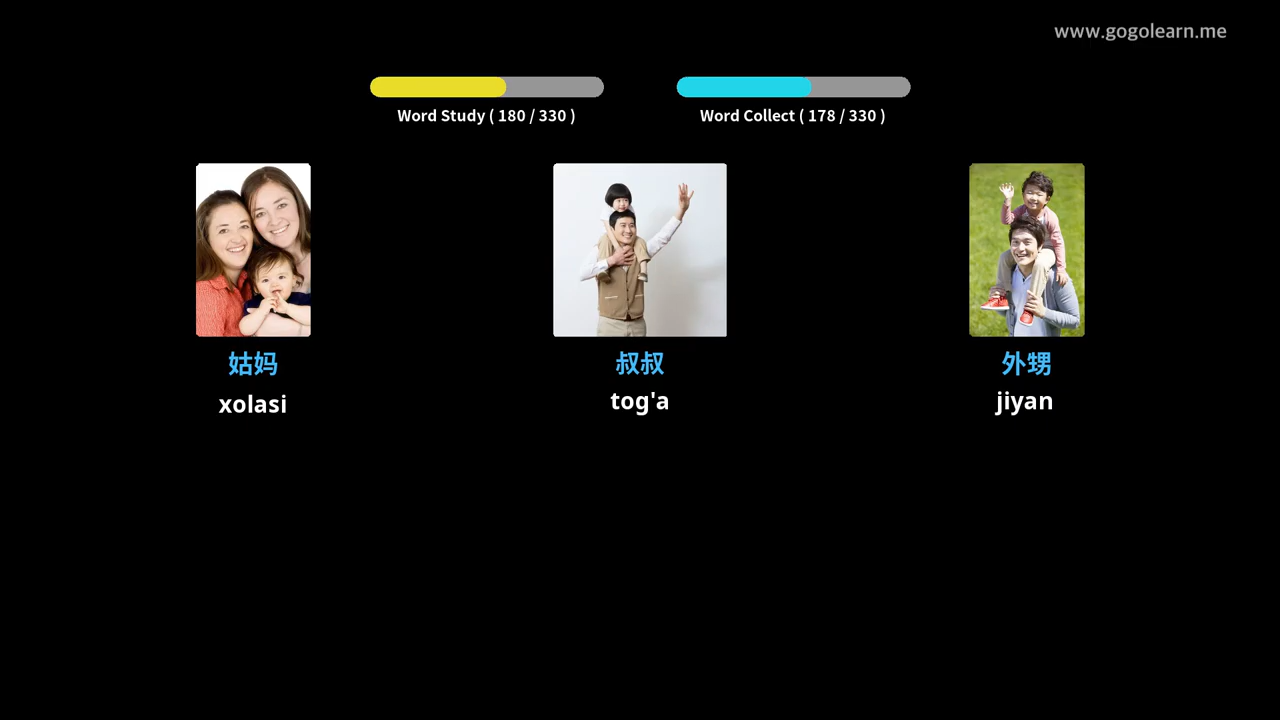 www.gogolearn.me
Word Study ( 180 / 330 )
Word Collect ( 178 / 330 )
姑妈
叔叔
外甥
xolasi
tog'a
jiyan